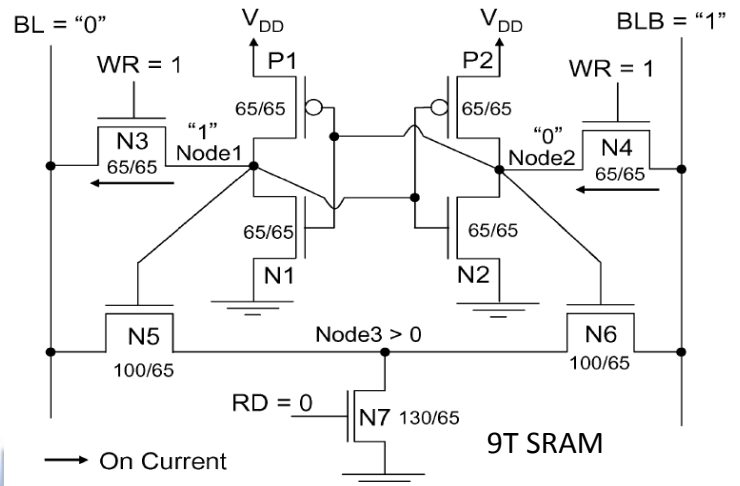 BL = “0”
V_DD
V_DD
BLB = “1”
WR = 1
P1
P2
WR = 1
65/65
65/65
N3
“1”
Node1
65/65
“0”
Node2
N4
65/65
65/65
65/65
N1
N2
N5
Node3 > 0
N6
100/65
100/65
RD = 0
N7 130/65
9T SRAM
On Current